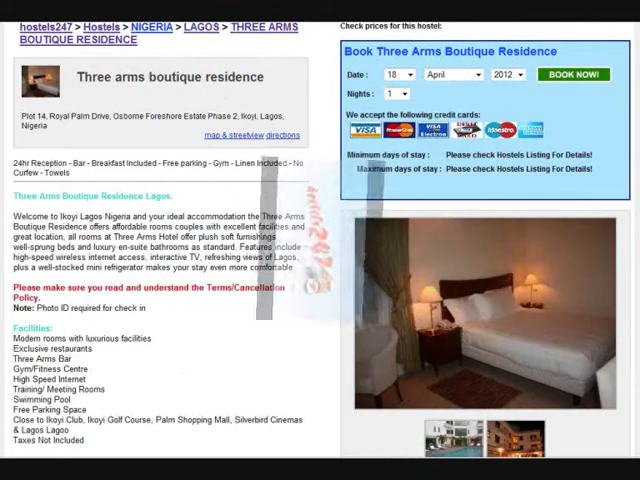 hostels247 > Hostels > NIGERIA > LAGOS > THREE ARMS
BOUTIQUE RESIDENCE
Three arms boutique residence
Plot 14, Royal Palm Drive, Osborne Foreshore Estate Phase 2, Ikoyi, Lagos,
Nigeria
map & streetview directions
24hr Reception - Bar - Breakfast Included - Free parking - Gym - Linen Included - No
Curfew - Towels
Three Arms Boutique Residence Lagos.
Welcome to Ikoyi Lagos Nigeria and your ideal accommodation the Three Arms
Boutique Residence offers affordable rooms couples with excellent facilities and
great location, all rooms at Three Arms Hotel offer plush soft furnishings,
well-sprung beds and luxury en-suite bathrooms as standard. Features include
high-speed wireless internet access, interactive TV, refreshing views of Lagos,
plus a well-stocked mini refrigerator makes your stay even more comfortable
Please make sure you read and understand the Terms/Cancellation
Policy.
Note: Photo ID required for check in
Facilities:
Modern rooms with luxurious facilities
Exclusive restaurants
Three Arms Bar
Gym/Fitness Centre
High Speed Internet
Training/ Meeting Rooms
Swimming Pool
Free Parking Space
Close to Ikoyi Club, Ikoyi Golf Course, Palm Shopping Mall, Silverbird Cinemas
& Lagos Lagoo
Taxes Not Included
Check prices for this hostel:
Book Three Arms Boutique Residence
Date : 18 April 2012 BOOK NOW!
Nights : 1
We accept the following credit cards:
VISA MasterCard VISA Electron Maestro
Minimum days of stay : Please check Hostels Listing For Details!
Maximum days of stay : Please check Hostels Listing For Details!